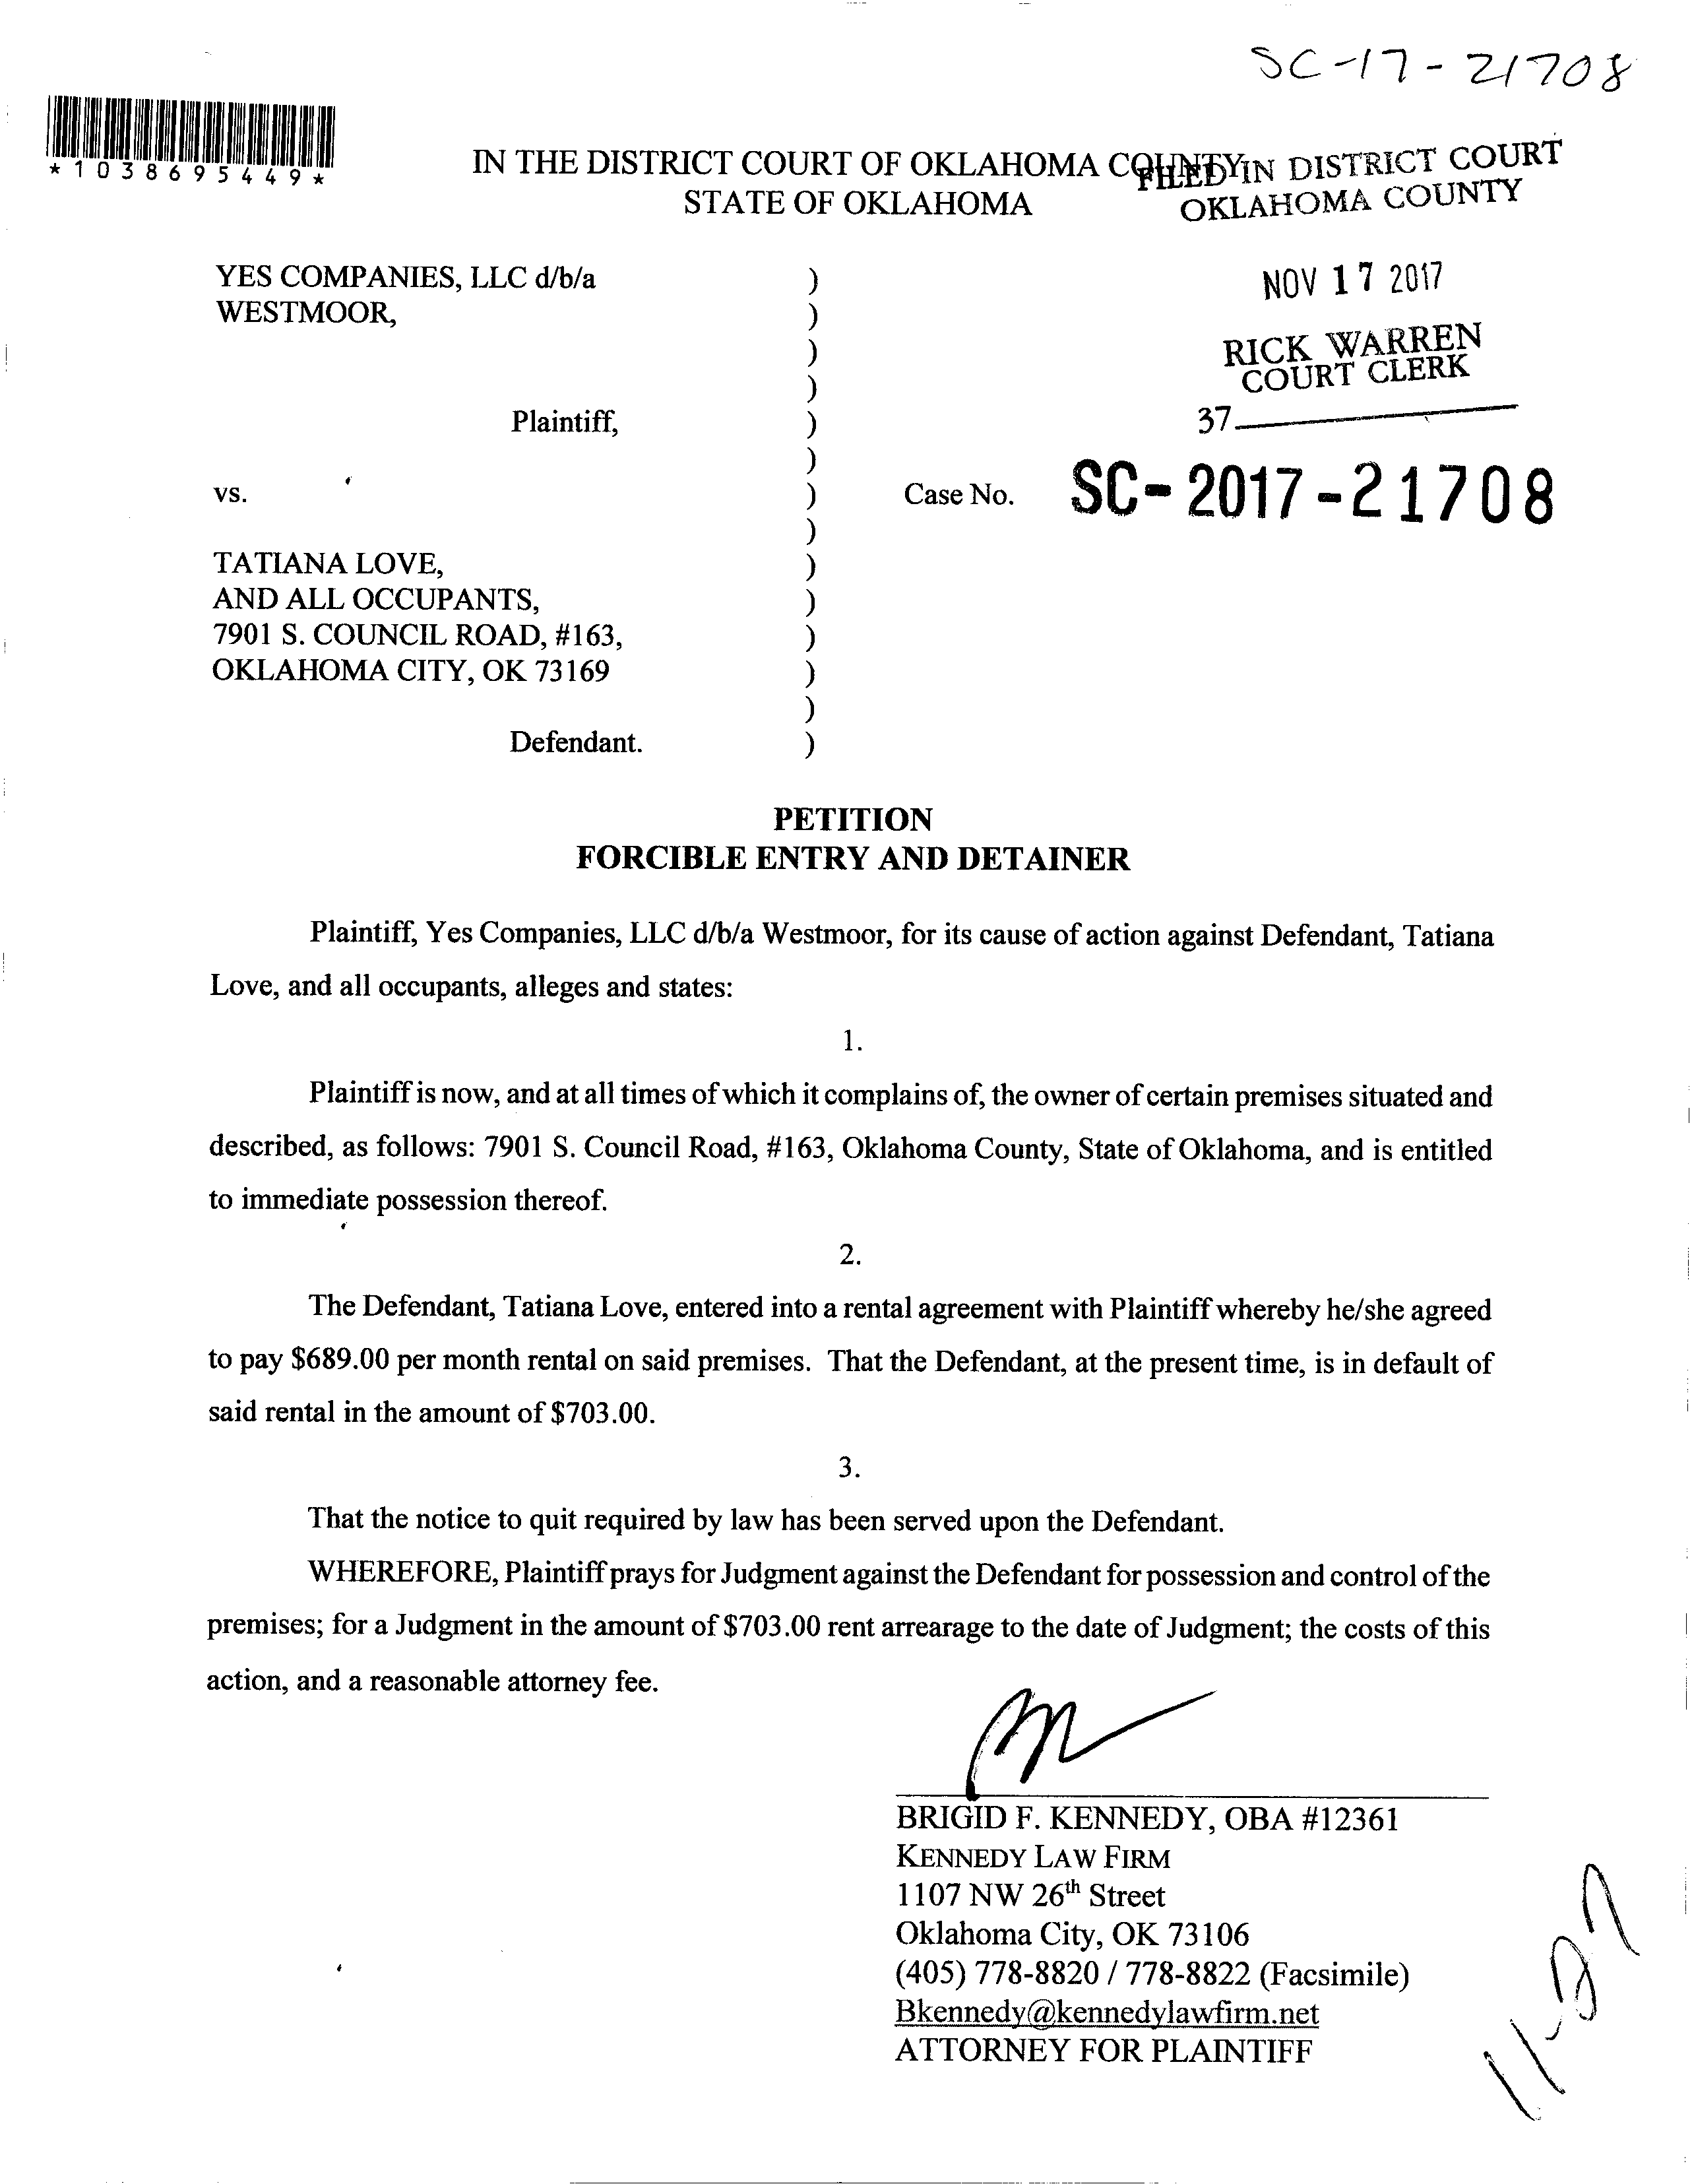 SC-17-21708
*1038695449*
IN THE DISTRICT COURT OF OKLAHOMA COUNTY
STATE OF OKLAHOMA
FILED IN DISTRICT COURT
OKLAHOMA COUNTY
NOV 17 2017
RICK WARREN
COURT CLERK
37
YES COMPANIES, LLC d/b/a )
WESTMOOR, )
)
)
Plaintiff, )
)
vs. ) Case No. SC-2017-21708
)
TATIANA LOVE, )
AND ALL OCCUPANTS, )
7901 S. COUNCIL ROAD, #163, )
OKLAHOMA CITY, OK 73169 )
)
Defendant. )
PETITION
FORCIBLE ENTRY AND DETAINER
Plaintiff, Yes Companies, LLC d/b/a Westmoor, for its cause of action against Defendant, Tatiana
Love, and all occupants, alleges and states:
1.
Plaintiff is now, and at all times of which it complains of, the owner of certain premises situated and
described, as follows: 7901 S. Council Road, #163, Oklahoma County, State of Oklahoma, and is entitled
to immediate possession thereof.
2.
The Defendant, Tatiana Love, entered into a rental agreement with Plaintiff whereby he/she agreed
to pay $689.00 per month rental on said premises.  That the Defendant, at the present time, is in default of
said rental in the amount of $703.00.
3.
That the notice to quit required by law has been served upon the Defendant.
WHEREFORE, Plaintiff prays for Judgment against the Defendant for possession and control of the
premises; for a Judgment in the amount of $703.00 rent arrearage to the date of Judgment; the costs of this
action, and a reasonable attorney fee.
BRIGID F. KENNEDY, OBA #12361
KENNEDY LAW FIRM
1107 NW 26th Street
Oklahoma City, OK 73106
(405) 778-8820 / 778-8822 (Facsimile)
Bkennedy@kennedylawfirm.net
ATTORNEY FOR PLAINTIFF
11-27